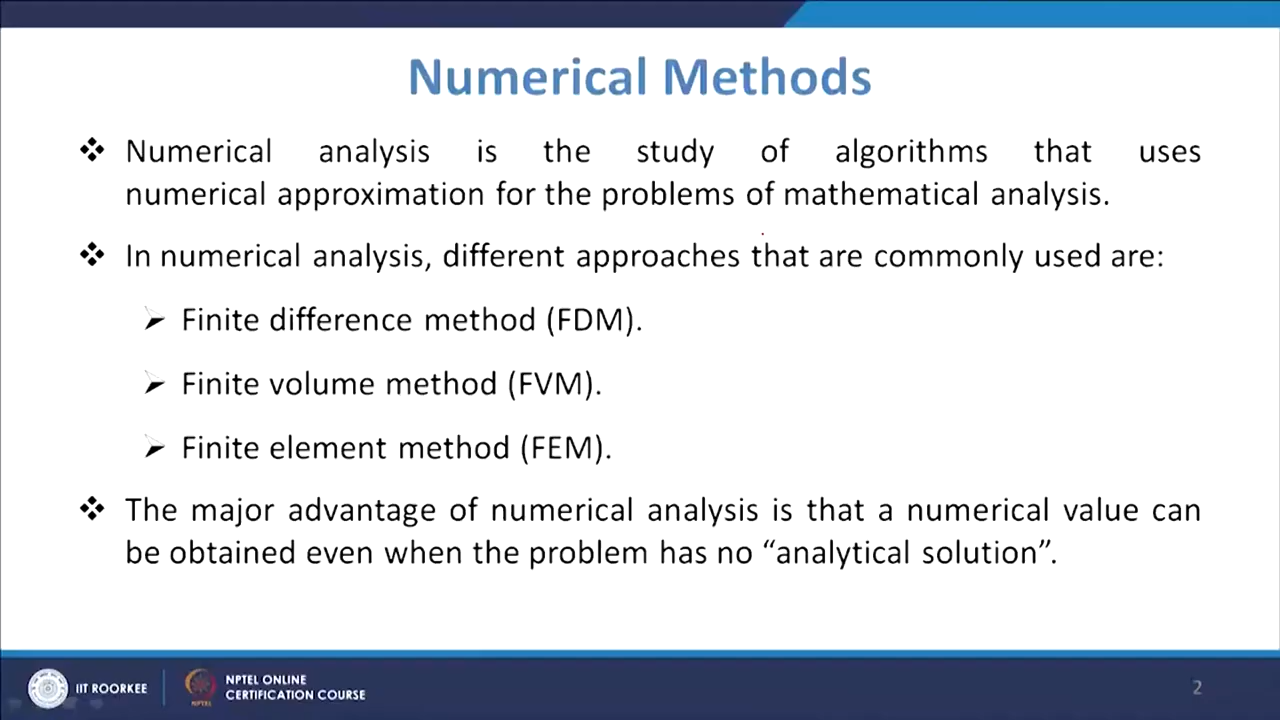 Numerical Methods
❖ Numerical analysis is the study of algorithms that uses
numerical approximation for the problems of mathematical analysis.
❖ In numerical analysis, different approaches that are commonly used are:
➢ Finite difference method (FDM).
➢ Finite volume method (FVM).
➢ Finite element method (FEM).
❖ The major advantage of numerical analysis is that a numerical value can
be obtained even when the problem has no “analytical solution”.
IIT ROORKEE
NPTEL
NPTEL ONLINE
CERTIFICATION COURSE
2